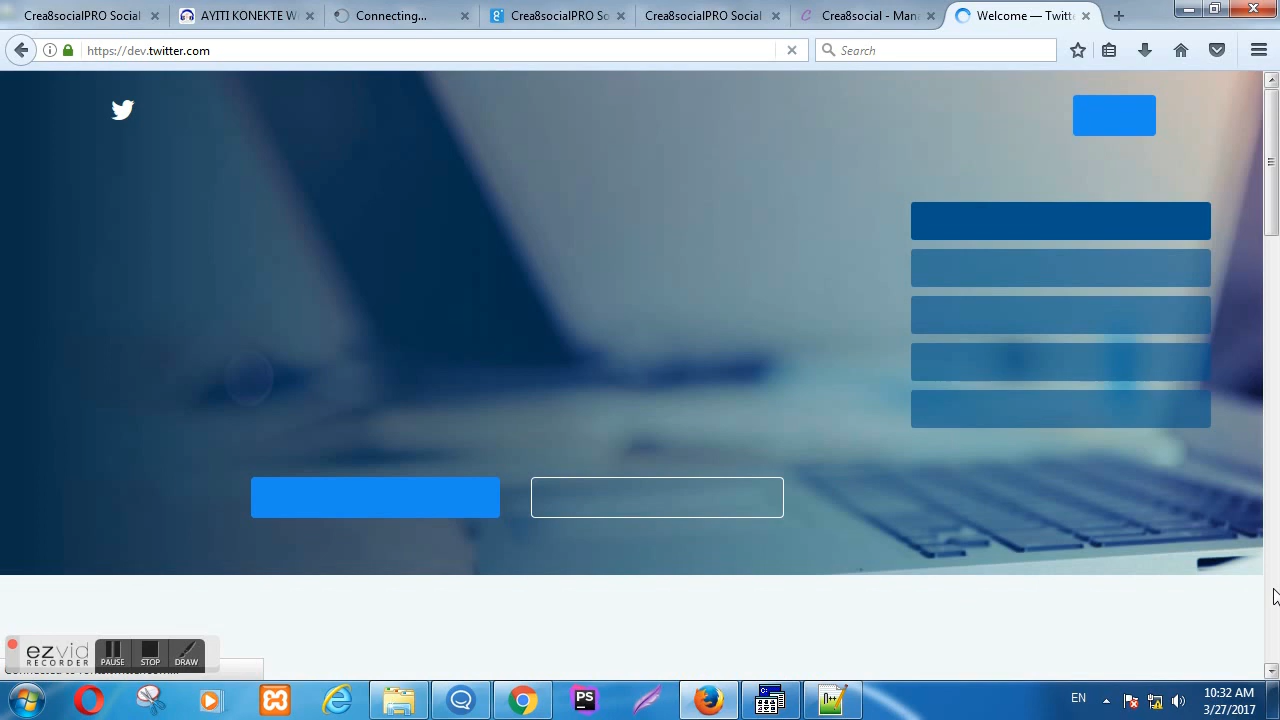 Crea8socialPRO Social
AYITI KONEKTE W
Connecting...
Crea8socialPRO S
Crea8socialPRO Social
Crea8social - Man
Welcome — Twitt
https://dev.twitter.com
Search
ezvid
RECORDER
PAUSE
STOP
DRAW
PS
EN
10:32 AM
3/27/2017